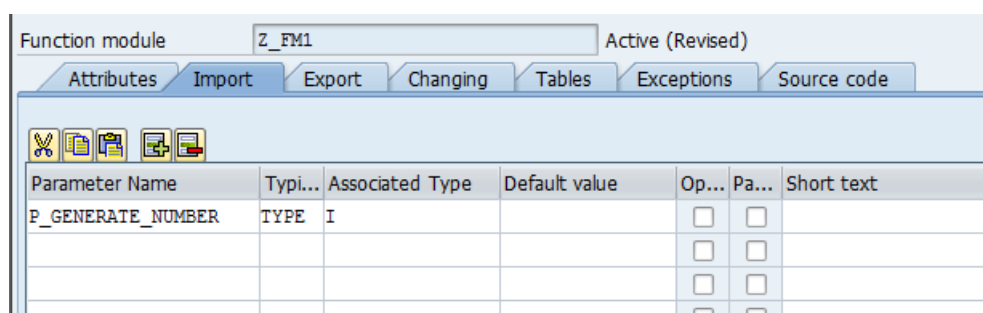 Function module Z_FM1 Active (Revised)
Attributes Import Export Changing Tables Exceptions Source code
Parameter Name Typi... Associated Type Default value Op... Pa... Short text
P_GENERATE_NUMBER TYPE I